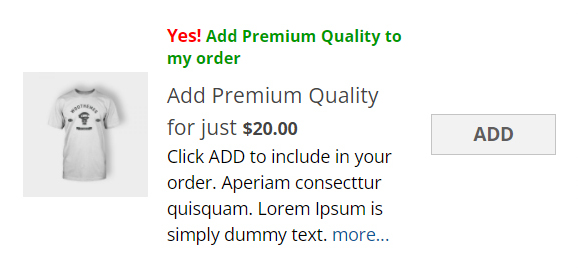 Yes! Add Premium Quality to
my order
Add Premium Quality
for just $20.00
Click ADD to include in your
order. Aperiam consecttur
quisquam. Lorem Ipsum is
simply dummy text. more...
ADD
WOOTHEMES